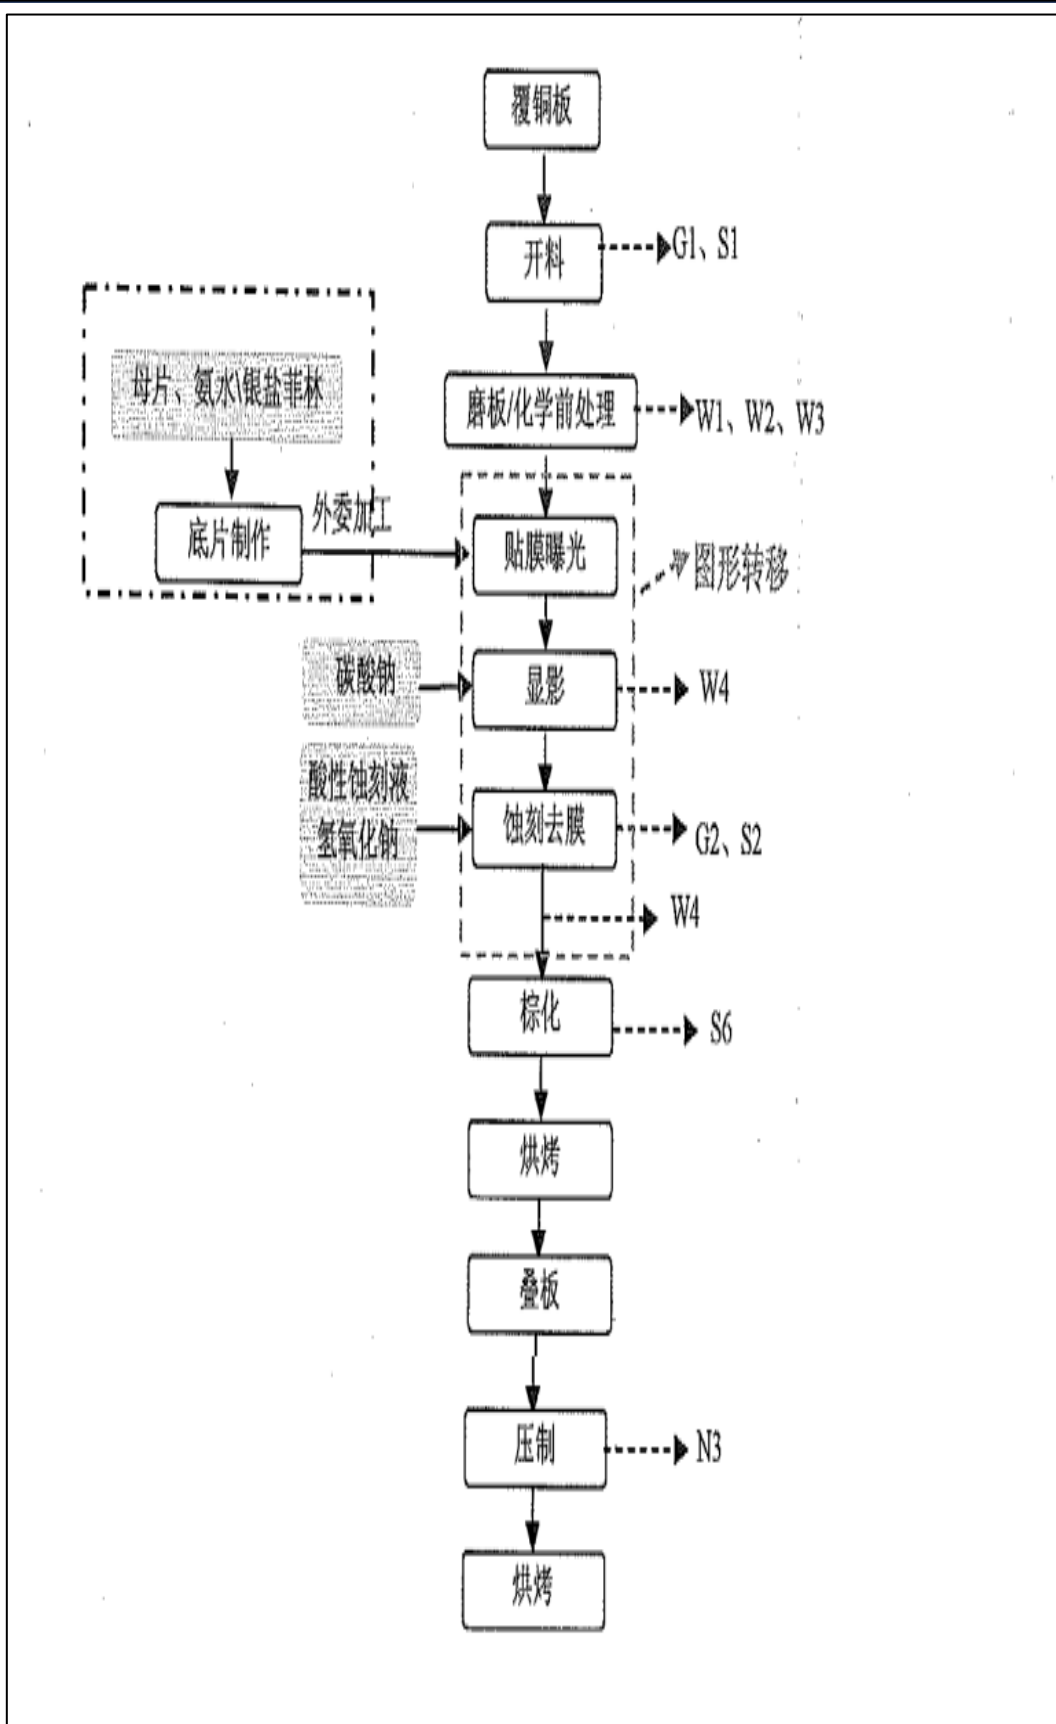 覆铜板
开料
G1、S1
母片、氨水\银盐菲林
磨板/化学前处理
W1、W2、W3
底片制作
外委加工
贴膜曝光
图形转移
碳酸钠
显影
W4
酸性蚀刻液
氢氧化钠
蚀刻去膜
G2、S2
W4
棕化
S6
烘烤
叠板
压制
N3
烘烤